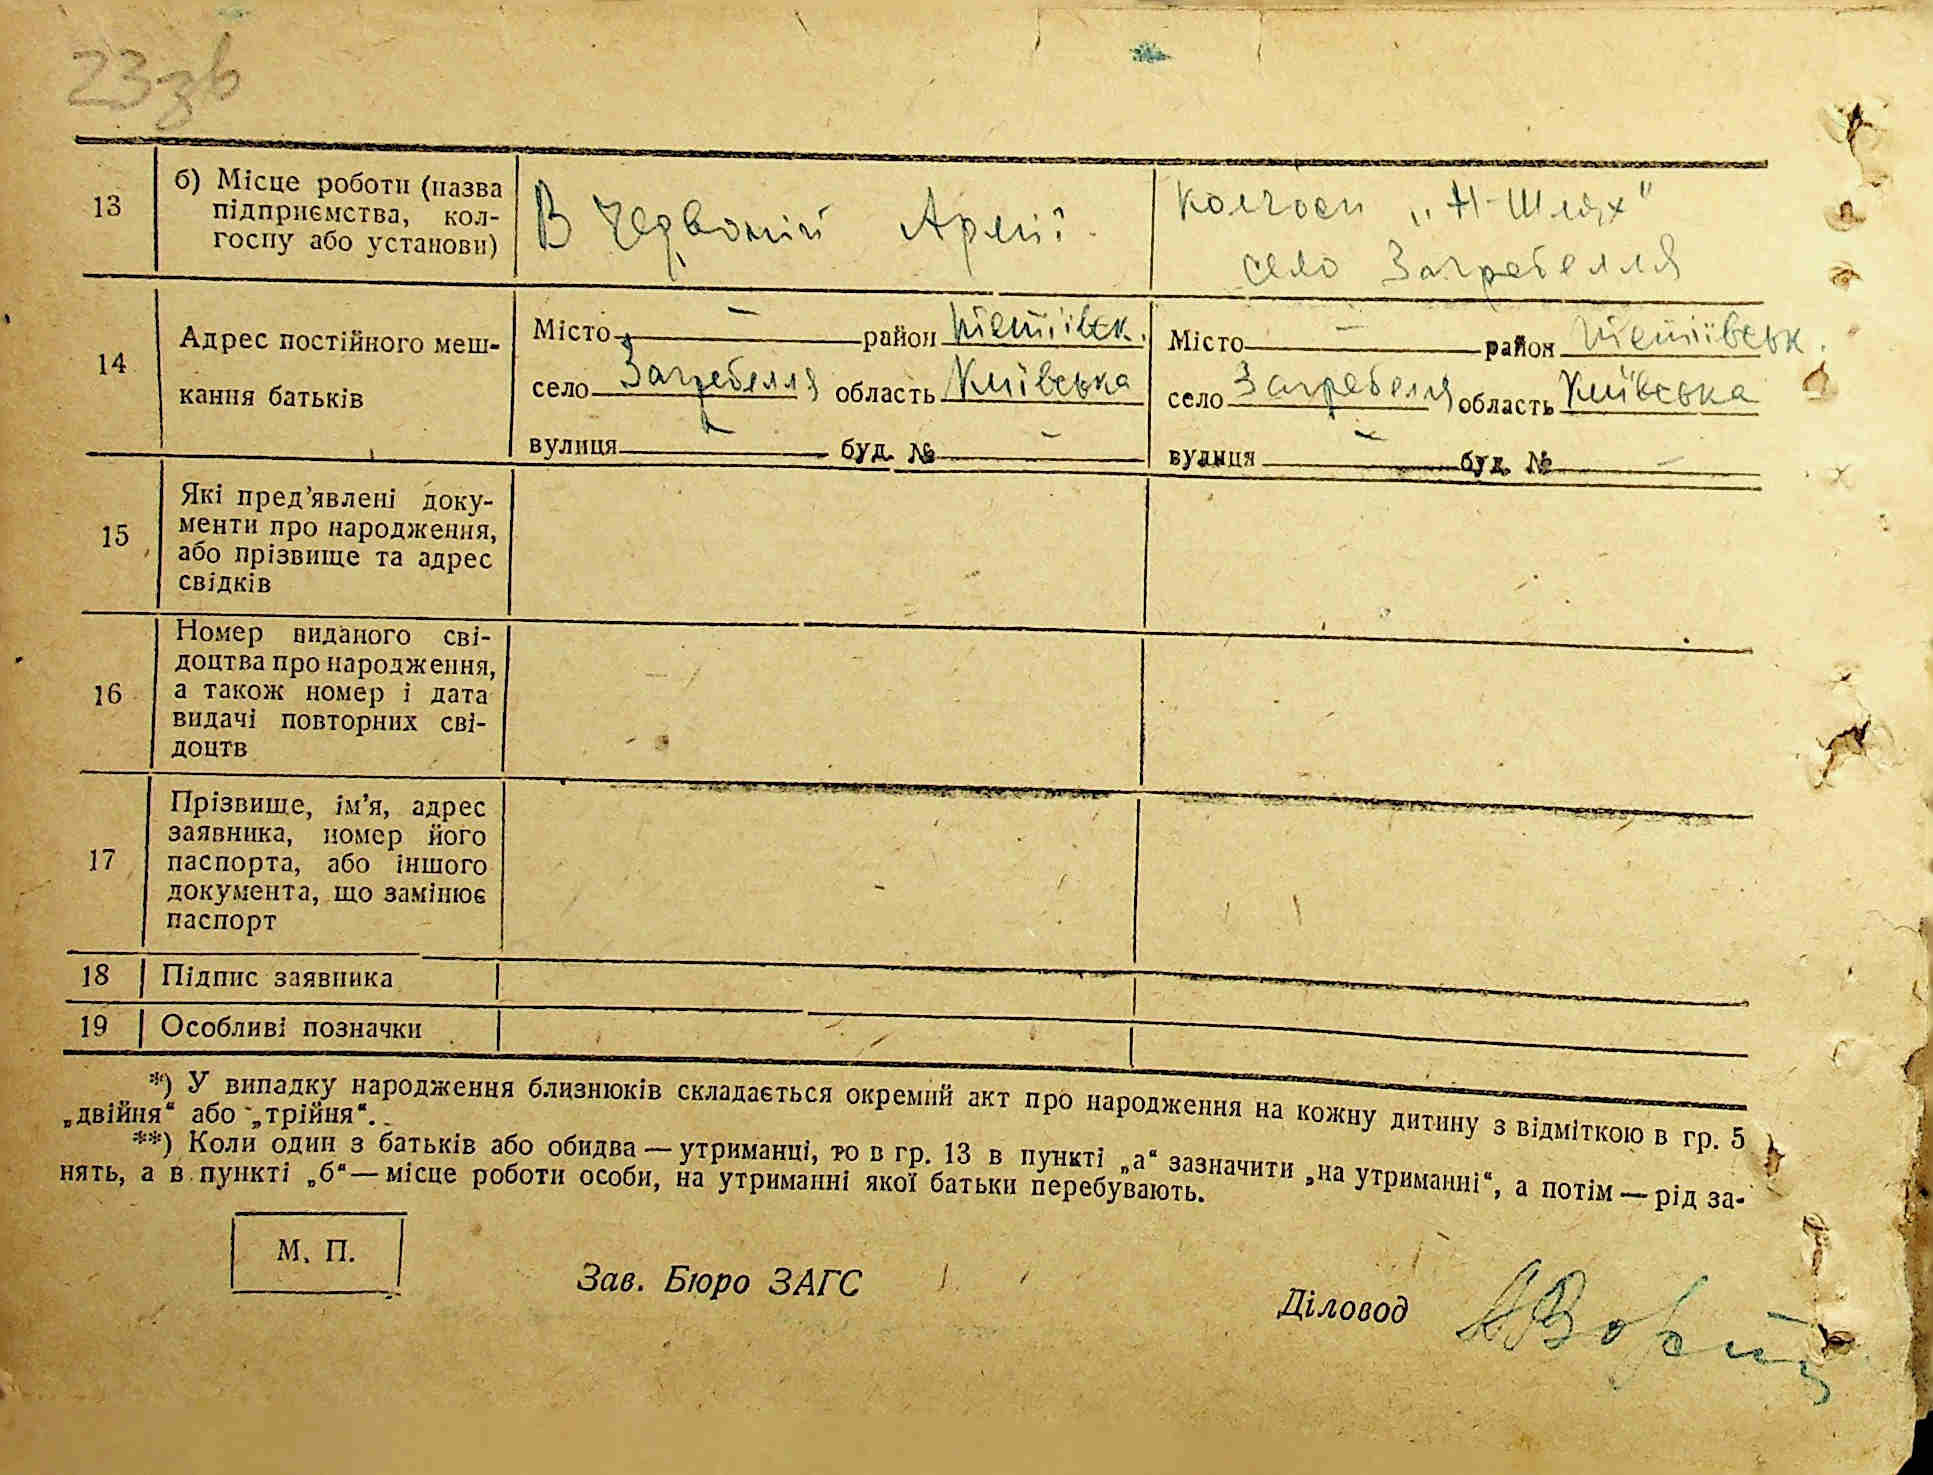 23зв
13
б) Місце роботи (назва
підприємства, кол-
госпу або установи)
В Червоній Армії.
колгосп „Н-Шлях"
село Загребелля
14
Адрес постійного меш-
кання батьків
Місто — район Тетіївськ.
село Загребелля область Київська
вулиця — буд. № —
Місто — район Тетіївськ.
село Загребелля область Київська
вулиця — буд. № —
15
Які пред'явлені доку-
менти про народження,
або прізвище та адрес
свідків
16
Номер виданого сві-
доцтва про народження,
а також номер і дата
видачі повторних сві-
доцтв
17
Прізвище, ім'я, адрес
заявника, номер його
паспорта, або іншого
документа, що замінює
паспорт
18
Підпис заявника
19
Особливі позначки
*) У випадку народження близнюків складається окремий акт про народження на кожну дитину з відміткою в гр. 5
„двійня“ або „трійня“.
**) Коли один з батьків або обидва — утриманці, то в гр. 13 в пункті „а“ зазначити „на утриманні“, а потім — рід за-
нять, а в пункті „б“ — місце роботи особи, на утриманні якої батьки перебувають.
М. П.
Зав. Бюро ЗАГС
Діловод